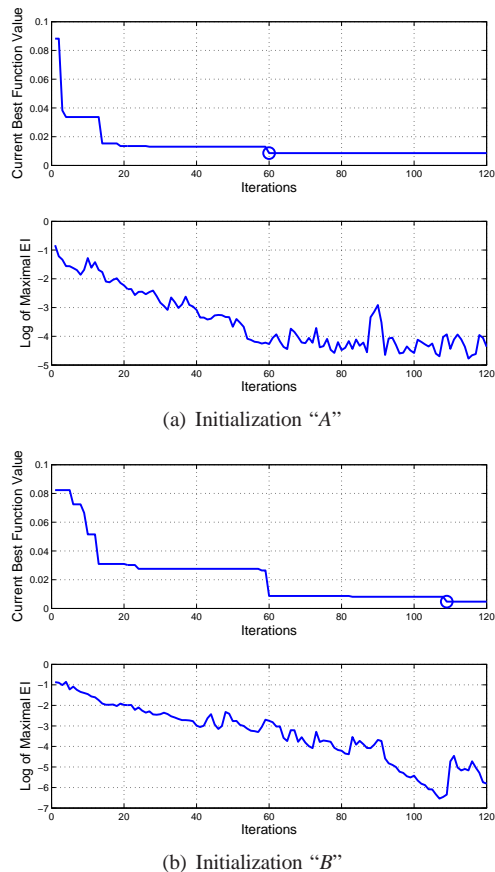 Current Best Function Value
0.1
0.08
0.06
0.04
0.02
0
0 20 40 60 80 100 120
Iterations
Log of Maximal EI
0
−1
−2
−3
−4
−5
0 20 40 60 80 100 120
Iterations
(a) Initialization “A”
Current Best Function Value
0.1
0.08
0.06
0.04
0.02
0
0 20 40 60 80 100 120
Iterations
Log of Maximal EI
0
−1
−2
−3
−4
−5
−6
−7
0 20 40 60 80 100 120
Iterations
(b) Initialization “B”